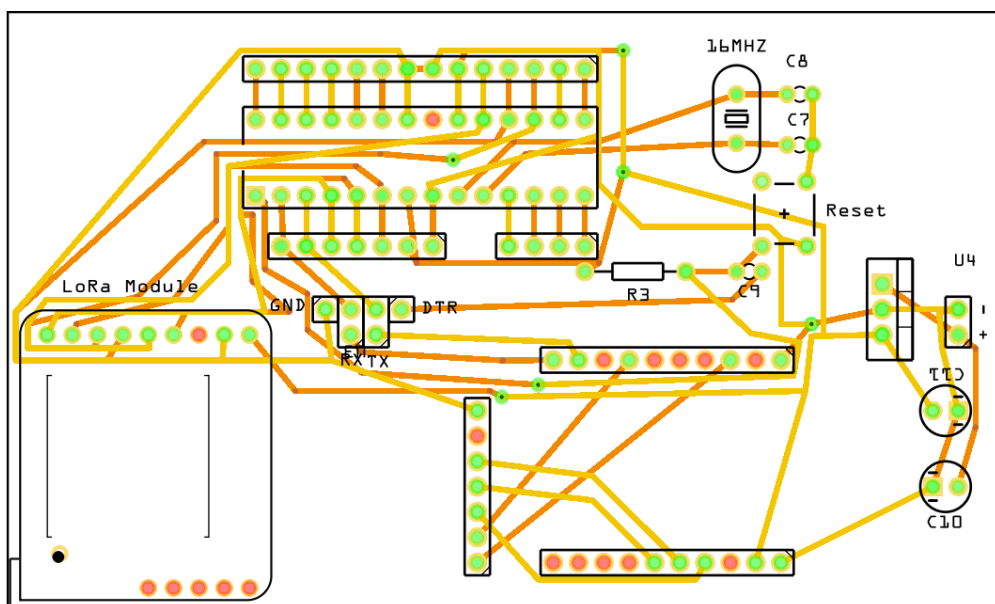 16MHZ
C8
C7
Reset
R3
C9
U4
LoRa Module
GND
DTR
RX
TX
C11
C10